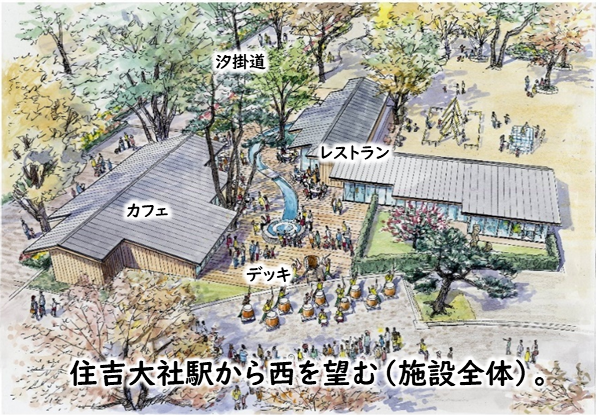 汐掛道
レストラン
カフェ
デッキ
住吉大社駅から西を望む（施設全体）。